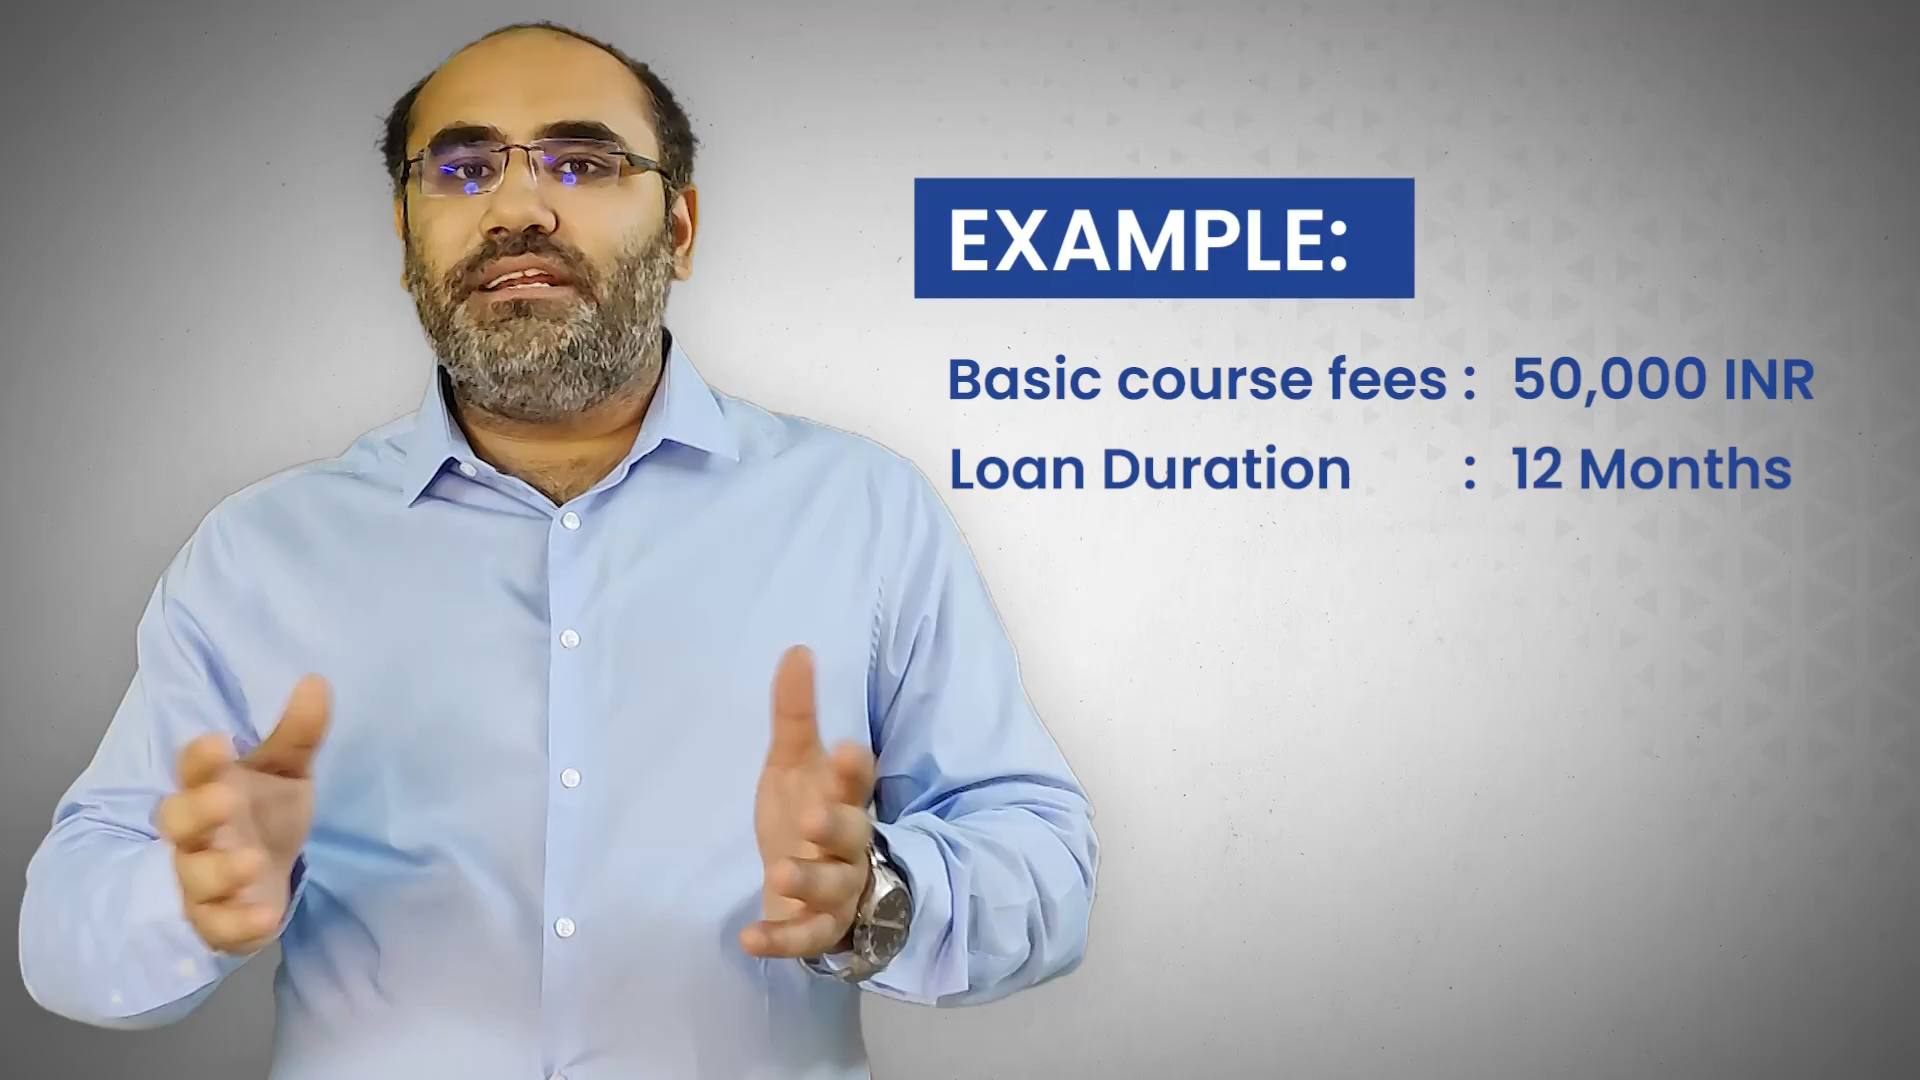 EXAMPLE:
Basic course fees : 50,000 INR
Loan Duration : 12 Months